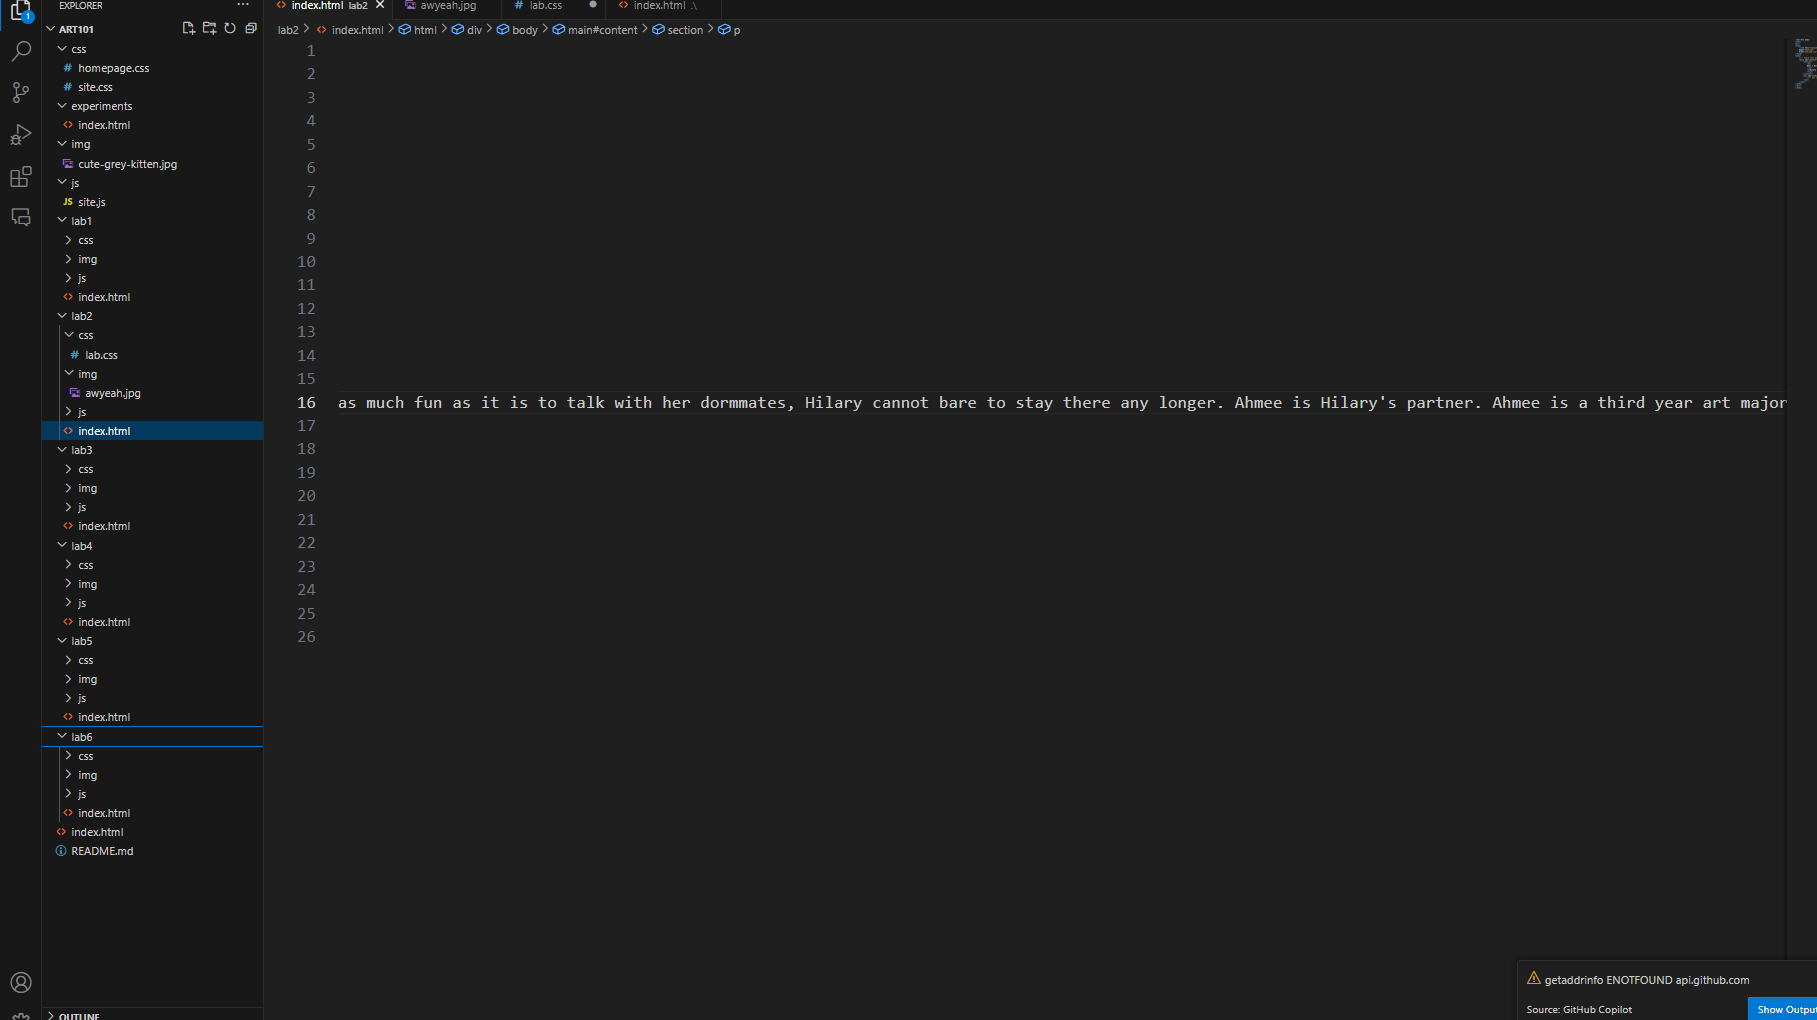 EXPLORER
ART101
css
homepage.css
site.css
experiments
index.html
img
cute-grey-kitten.jpg
js
JS site.js
lab1
css
img
js
index.html
lab2
css
lab.css
img
awyeah.jpg
js
index.html
lab3
css
img
js
index.html
lab4
css
img
js
index.html
lab5
css
img
js
index.html
lab6
css
img
js
index.html
index.html
README.md
OUTLINE
1
index.html lab2 awyeah.jpg # lab.css index.html .\
lab2 > index.html > html > div > body > main#content > section > p
1
2
3
4
5
6
7
8
9
10
11
12
13
14
15
16 as much fun as it is to talk with her dormmates, Hilary cannot bare to stay there any longer. Ahmee is Hilary's partner. Ahmee is a third year art major
17
18
19
20
21
22
23
24
25
26
getaddrinfo ENOTFOUND api.github.com
Source: GitHub Copilot
Show Output